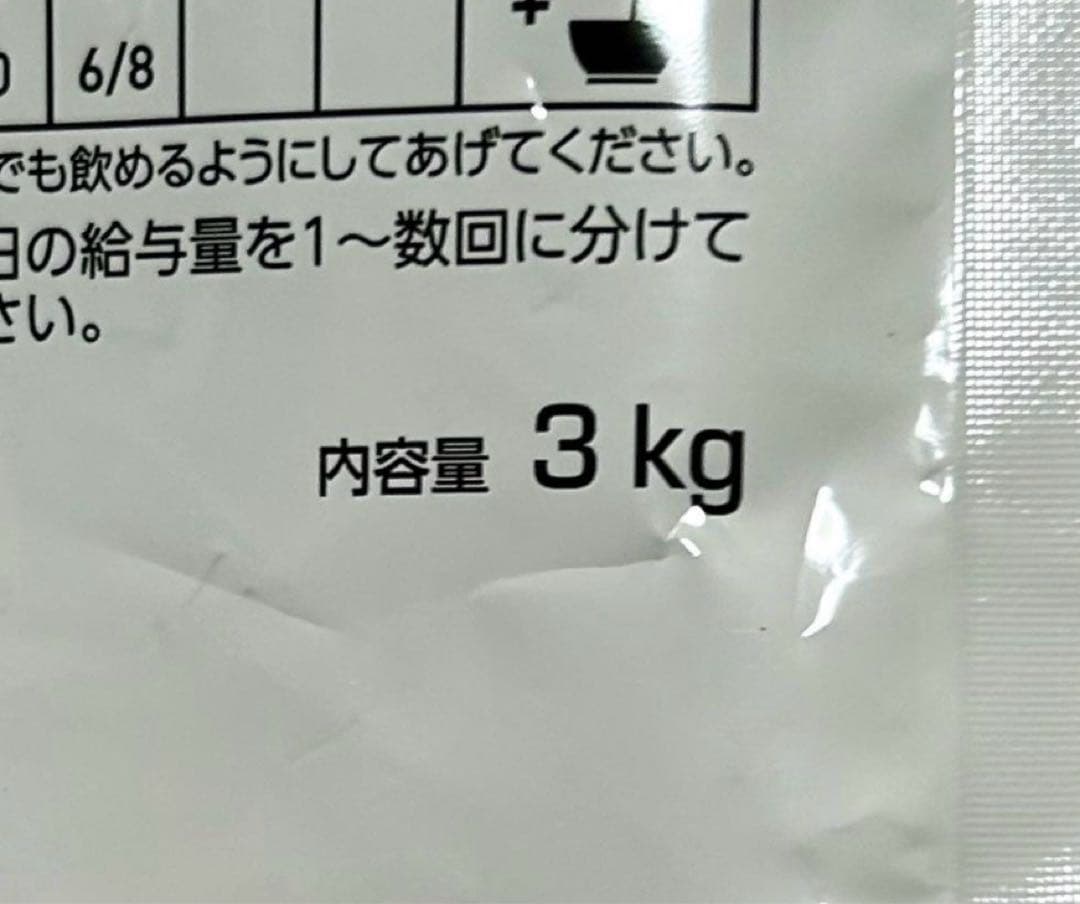 6/8
+
でも飲めるようにしてあげてください。
日の給与量を1〜数回に分けて
さい。
内容量 3 kg